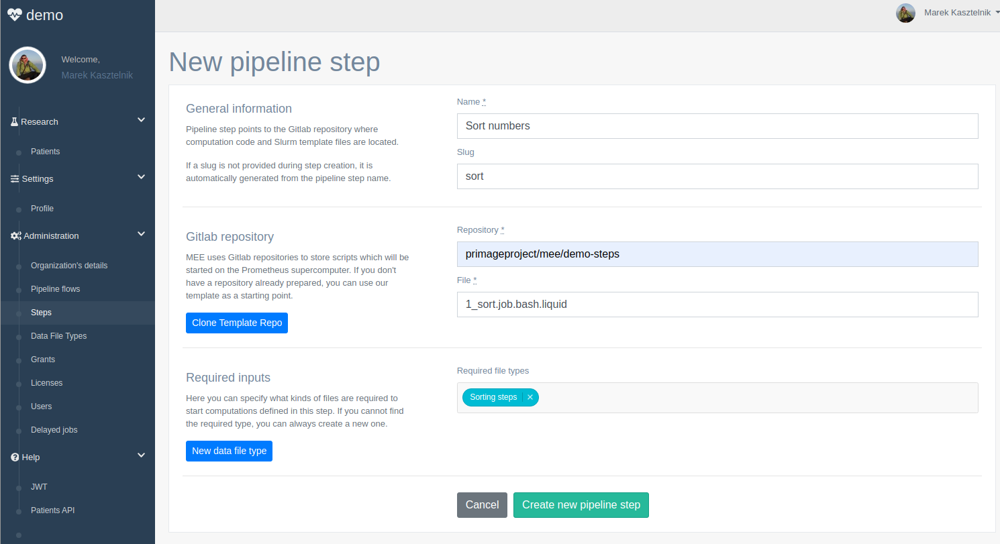 demo
Marek Kasztelnik
Welcome,
Marek Kasztelnik
Research
Patients
Settings
Profile
Administration
Organization's details
Pipeline flows
Steps
Data File Types
Grants
Licenses
Users
Delayed jobs
Help
JWT
Patients API
New pipeline step
General information
Pipeline step points to the Gitlab repository where
computation code and Slurm template files are located.
If a slug is not provided during step creation, it is
automatically generated from the pipeline step name.
Name *
Sort numbers
Slug
sort
Gitlab repository
MEE uses Gitlab repositories to store scripts which will be
started on the Prometheus supercomputer. If you don't
have a repository already prepared, you can use our
template as a starting point.
Clone Template Repo
Repository *
primageproject/mee/demo-steps
File *
1_sort.job.bash.liquid
Required inputs
Here you can specify what kinds of files are required to
start computations defined in this step. If you cannot find
the required type, you can always create a new one.
New data file type
Required file types
Sorting steps ×
Cancel
Create new pipeline step